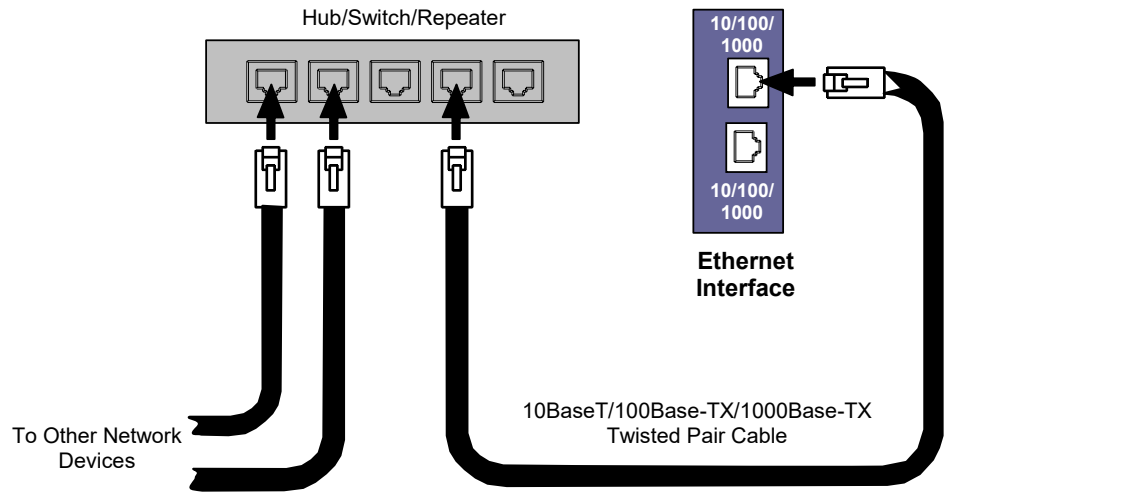 Hub/Switch/Repeater
10/100/
1000
10/100/
1000
Ethernet
Interface
10BaseT/100Base-TX/1000Base-TX
Twisted Pair Cable
To Other Network
Devices